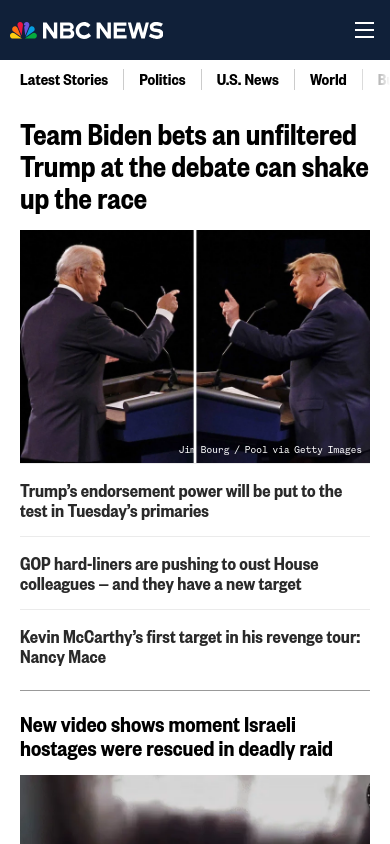 NBC NEWS
Latest Stories
Politics
U.S. News
World
Team Biden bets an unfiltered
Trump at the debate can shake
up the race
Jim Bourg / Pool via Getty Images
Trump’s endorsement power will be put to the
test in Tuesday’s primaries
GOP hard-liners are pushing to oust House
colleagues — and they have a new target
Kevin McCarthy’s first target in his revenge tour:
Nancy Mace
New video shows moment Israeli
hostages were rescued in deadly raid